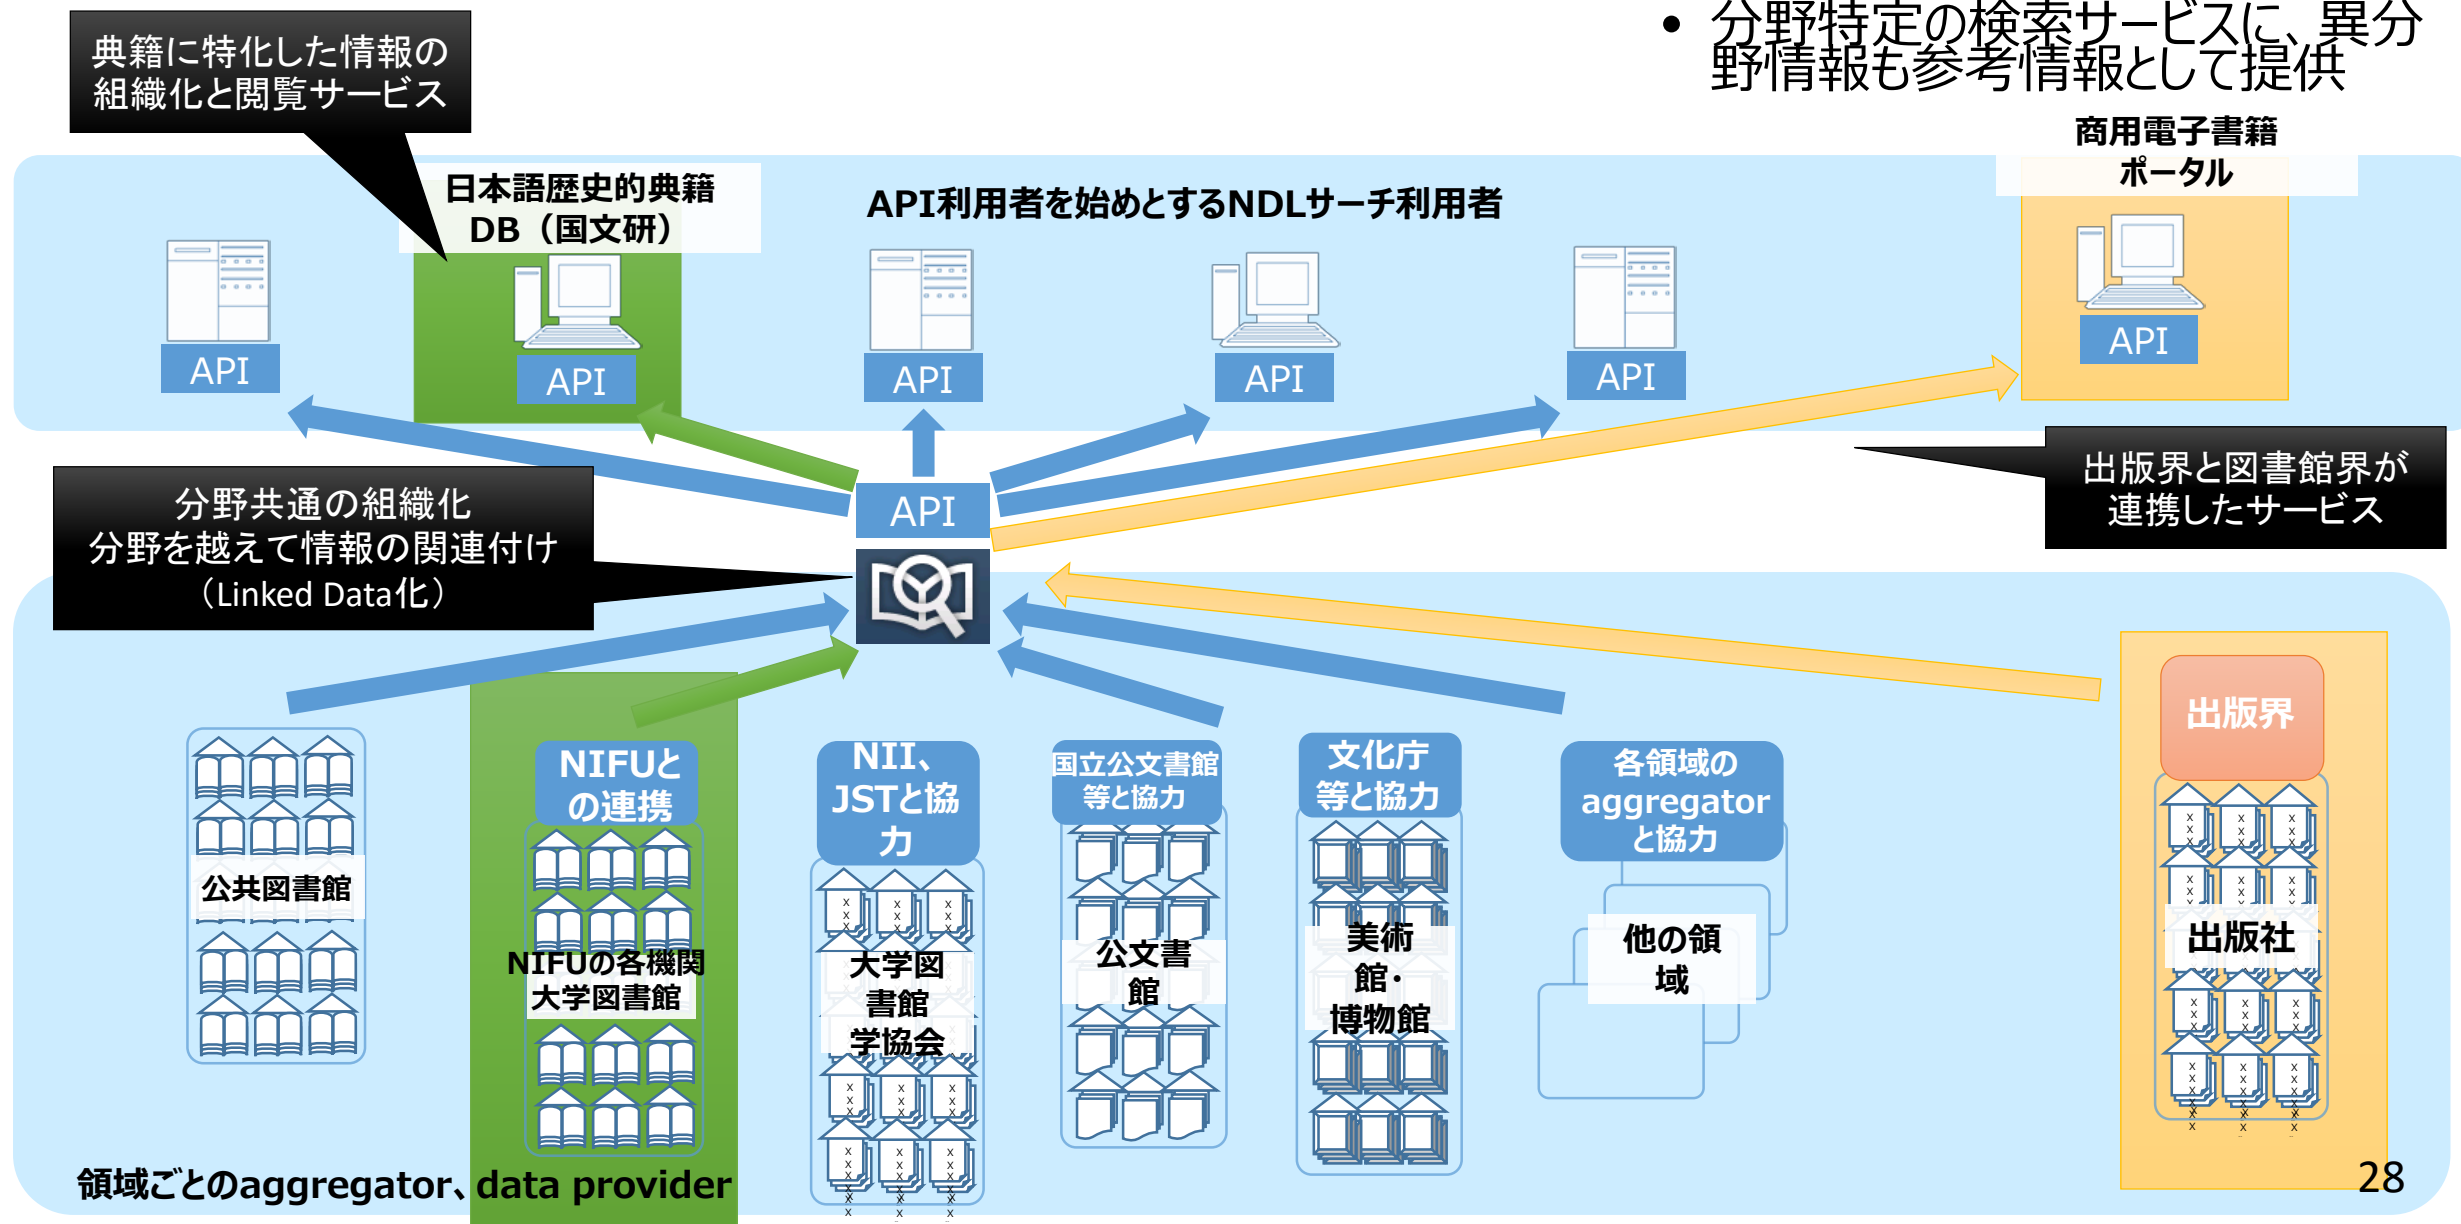 • 分野特定の検索サービスに、異分
野情報も参考情報として提供
典籍に特化した情報の
組織化と閲覧サービス
商用電子書籍
ポータル
日本語歴史的典籍
DB（国文研）
API利用者を始めとするNDLサーチ利用者
API
API
API
API
API
API
出版界と図書館界が
連携したサービス
分野共通の組織化
分野を越えて情報の関連付け
（Linked Data化）
API
NIFUと
の連携
NII、
JSTと協
力
国立公文書館
等と協力
文化庁
等と協力
各領域の
aggregator
と協力
出版界
公共図書館
NIFUの各機関
大学図書館
大学図
書館
学協会
公文書
館
美術
館・
博物館
他の領
域
出版社
領域ごとのaggregator、data provider
28